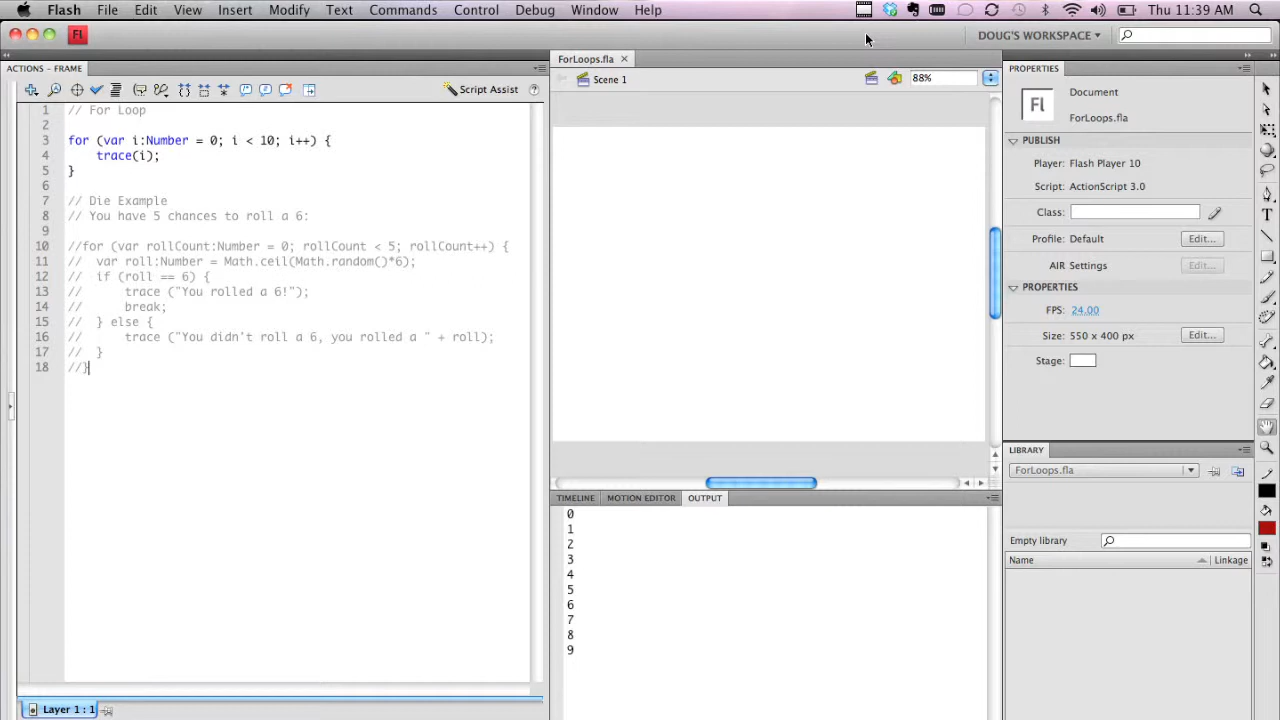 Flash File Edit View Insert Modify Text Commands Control Debug Window Help Thu 11:39 AM
Fl DOUG'S WORKSPACE
ACTIONS - FRAME
Script Assist
// For Loop
for (var i:Number = 0; i < 10; i++) {
trace(i);
}
// Die Example
// You have 5 chances to roll a 6:
//for (var rollCount:Number = 0; rollCount < 5; rollCount++) {
// var roll:Number = Math.ceil(Math.random()*6);
// if (roll == 6) {
// trace ("You rolled a 6!");
// break;
// } else {
// trace ("You didn't roll a 6, you rolled a " + roll);
// }
//}
1
2
3
4
5
6
7
8
9
10
11
12
13
14
15
16
17
18
Layer 1 : 1
ForLoops.fla
Scene 1
88%
TIMELINE MOTION EDITOR OUTPUT
0
1
2
3
4
5
6
7
8
9
PROPERTIES
Fl
Document
ForLoops.fla
PUBLISH
Player: Flash Player 10
Script: ActionScript 3.0
Class:
Profile: Default Edit...
AIR Settings Edit...
PROPERTIES
FPS: 24.00
Size: 550 x 400 px Edit...
Stage:
LIBRARY
ForLoops.fla
Empty library
Name Linkage